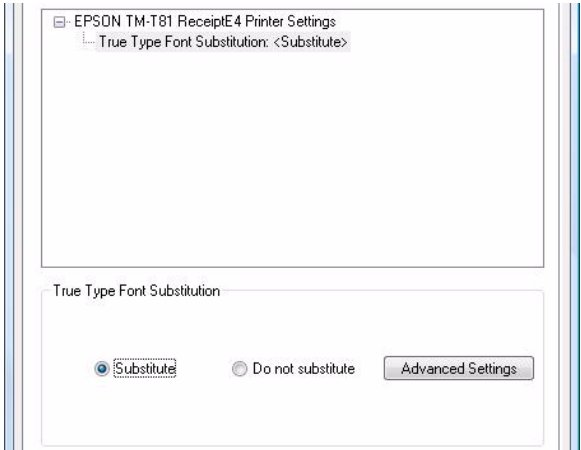 EPSON TM-T81 ReceiptE4 Printer Settings
True Type Font Substitution: <Substitute>
True Type Font Substitution
Substitute Do not substitute Advanced Settings